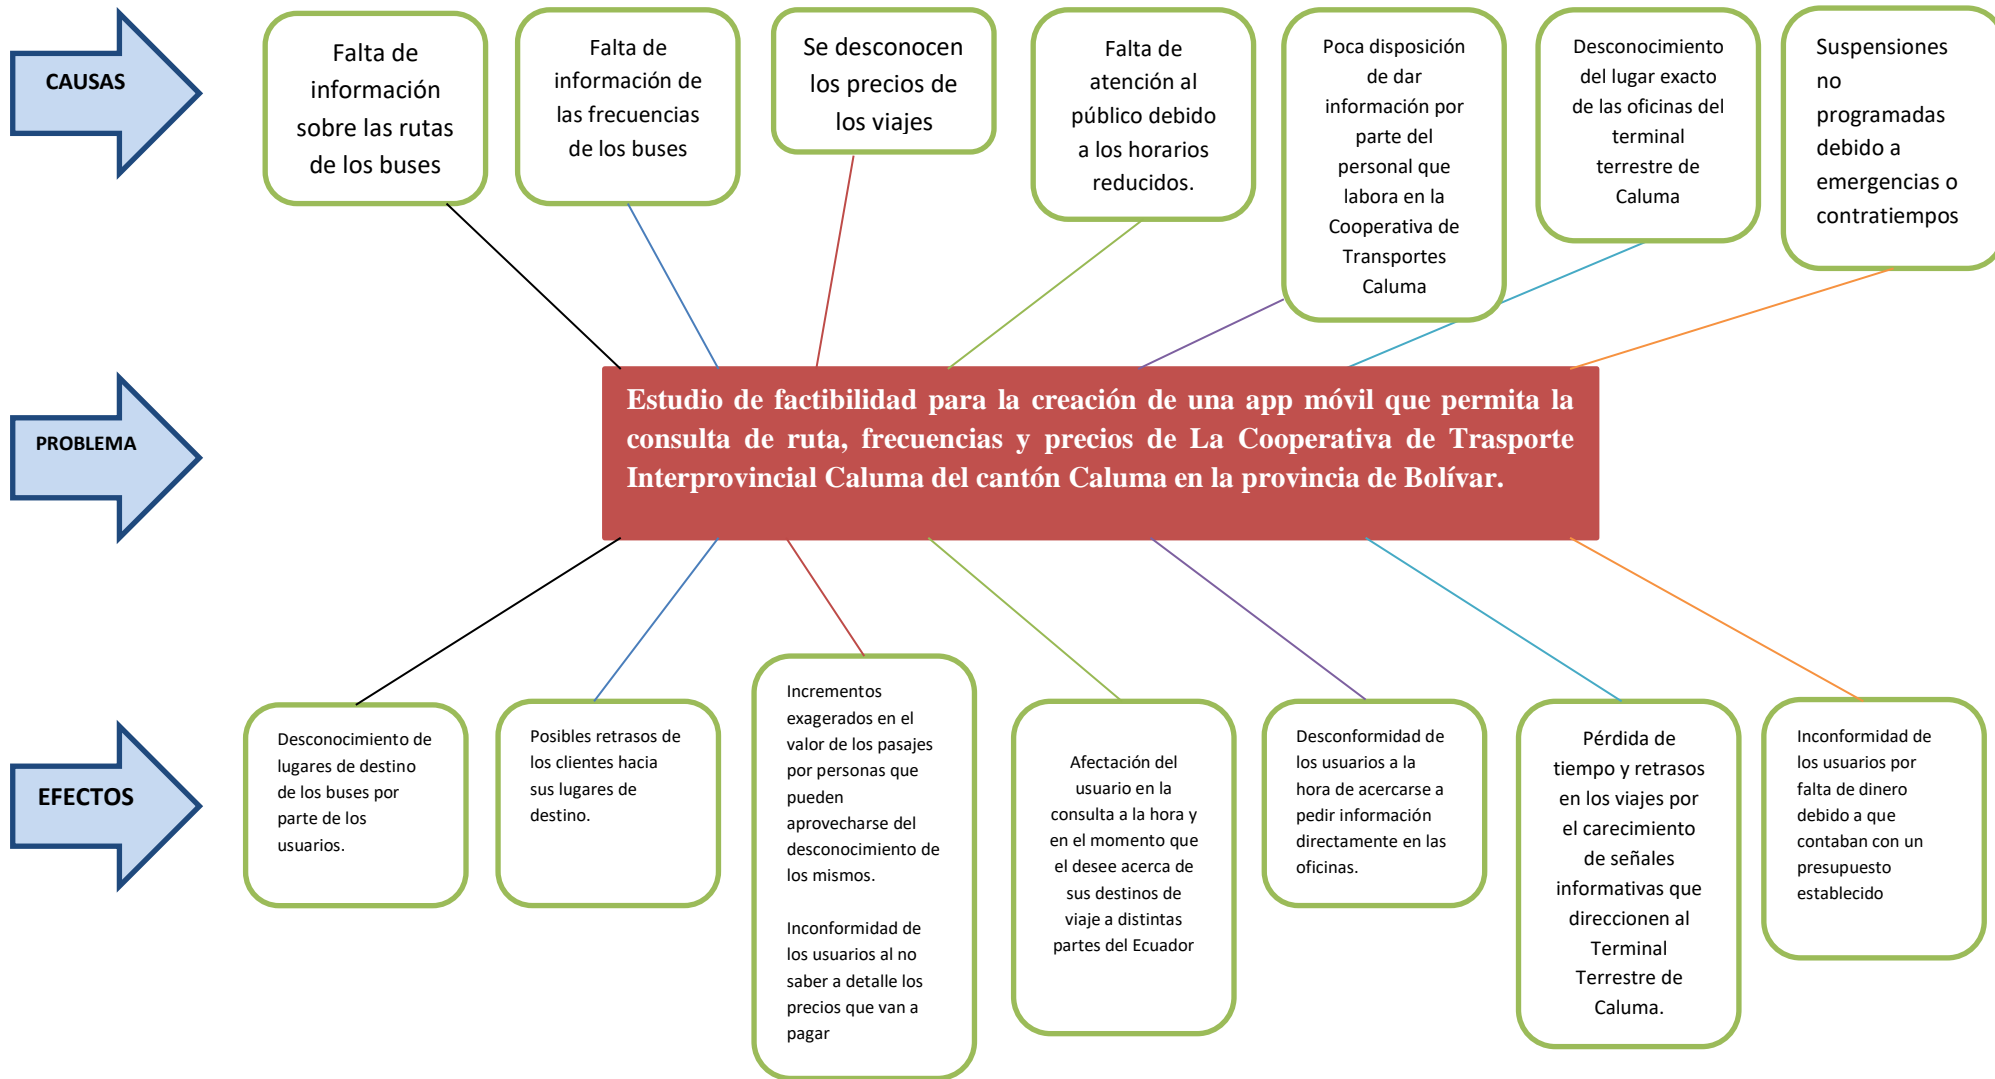 CAUSAS
Falta de
información
sobre las rutas
de los buses
Falta de
información de
las frecuencias
de los buses
Se desconocen
los precios de
los viajes
Falta de
atención al
público debido
a los horarios
reducidos.
Poca disposición
de dar
información por
parte del
personal que
labora en la
Cooperativa de
Transportes
Caluma
Desconocimiento
del lugar exacto
de las oficinas del
terminal
terrestre de
Caluma
Suspensiones
no
programadas
debido a
emergencias o
contratiempos
PROBLEMA
Estudio de factibilidad para la creación de una app móvil que permita la
consulta de ruta, frecuencias y precios de La Cooperativa de Trasporte
Interprovincial Caluma del cantón Caluma en la provincia de Bolívar.
EFECTOS
Desconocimiento de
lugares de destino
de los buses por
parte de los
usuarios.
Posibles retrasos de
los clientes hacia
sus lugares de
destino.
Incrementos
exagerados en el
valor de los pasajes
por personas que
pueden
aprovecharse del
desconocimiento de
los mismos.
Inconformidad de
los usuarios al no
saber a detalle los
precios que van a
pagar
Afectación del
usuario en la
consulta a la hora y
en el momento que
el desee acerca de
sus destinos de
viaje a distintas
partes del Ecuador
Desconformidad de
los usuarios a la
hora de acercarse a
pedir información
directamente en las
oficinas.
Pérdida de
tiempo y retrasos
en los viajes por
el carecimiento
de señales
informativas que
direccionen al
Terminal
Terrestre de
Caluma.
Inconformidad de
los usuarios por
falta de dinero
debido a que
contaban con un
presupuesto
establecido